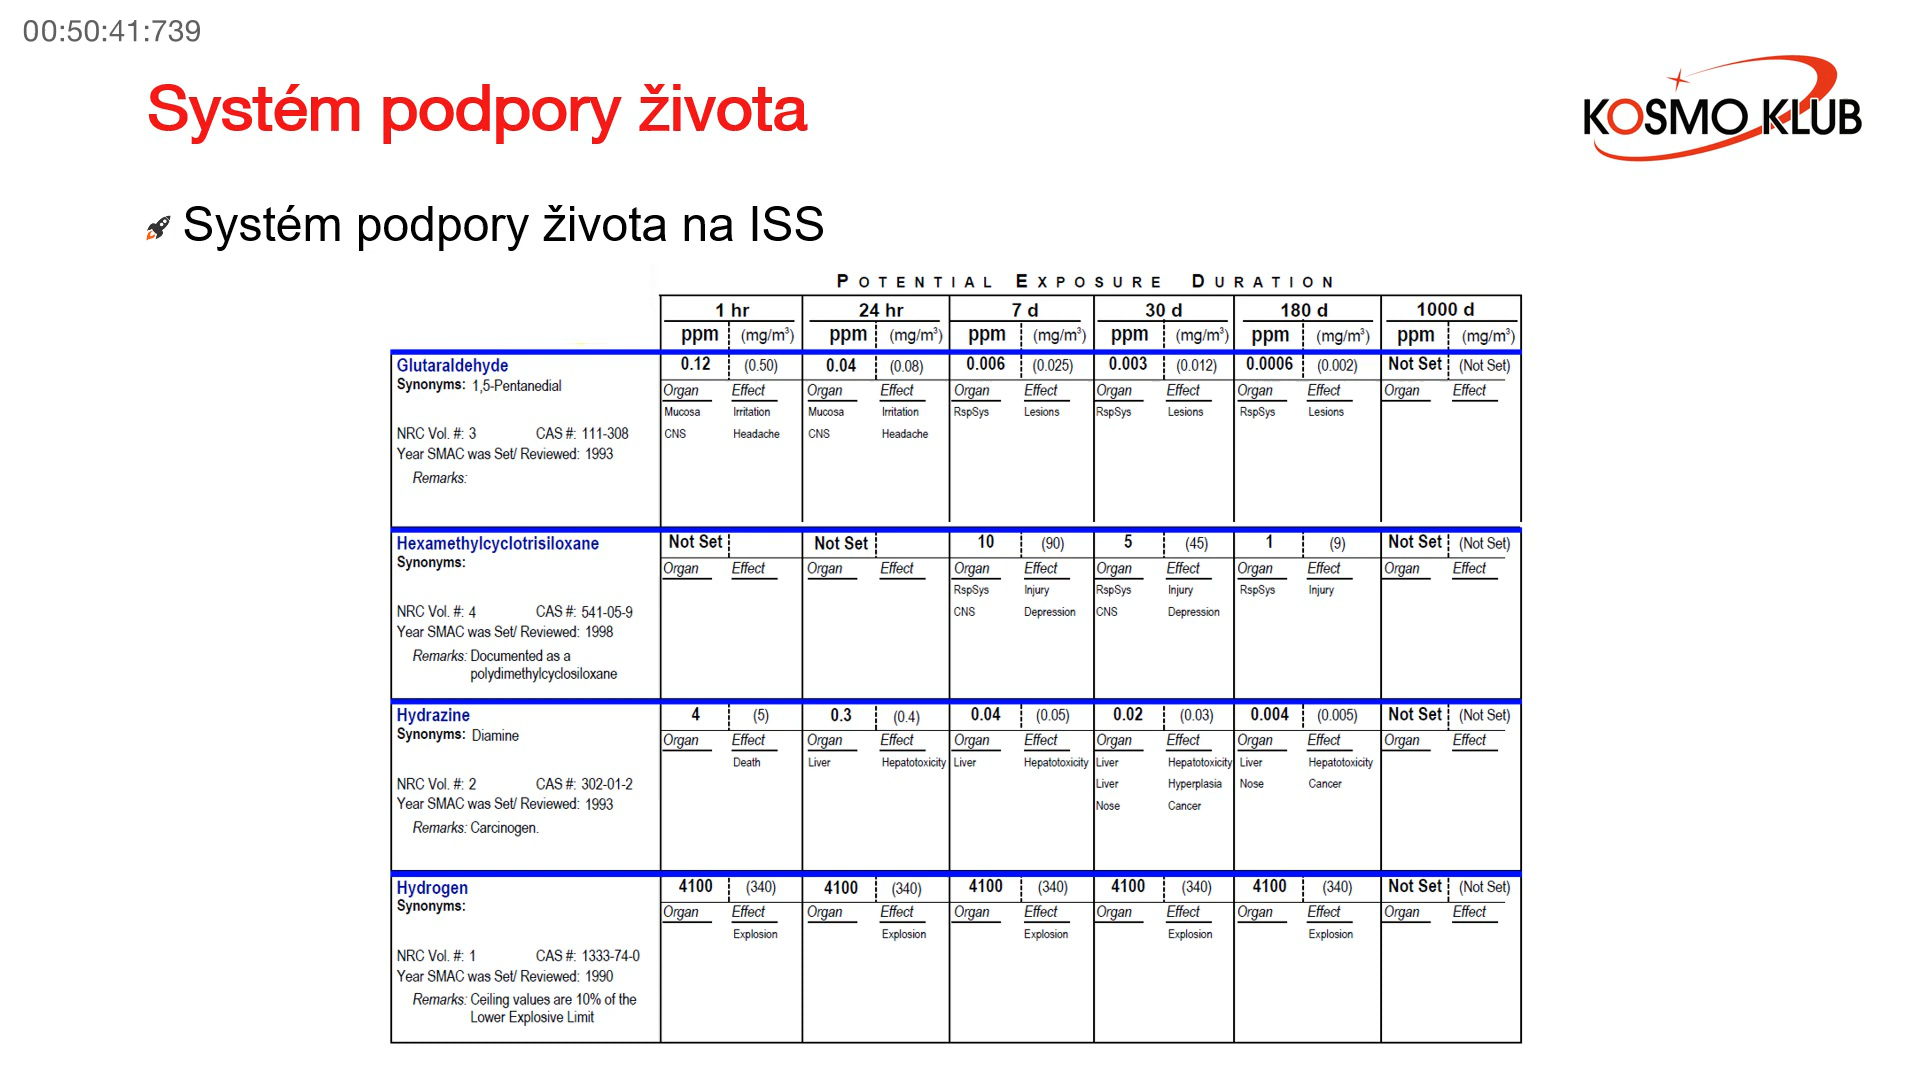 00:50:41:739
Systém podpory života
KOSMO KLUB
Systém podpory života na ISS
POTENTIAL EXPOSURE DURATION
1 hr 24 hr 7 d 30 d 180 d 1000 d
ppm (mg/m³) ppm (mg/m³) ppm (mg/m³) ppm (mg/m³) ppm (mg/m³) ppm (mg/m³)
Glutaraldehyde 0.12 (0.50) 0.04 (0.08) 0.006 (0.025) 0.003 (0.012) 0.0006 (0.002) Not Set (Not Set)
Synonyms: 1,5-Pentanedial Organ Effect Organ Effect Organ Effect Organ Effect Organ Effect Organ Effect
Mucosa Irritation Mucosa Irritation RspSys Lesions RspSys Lesions RspSys Lesions
NRC Vol. #: 3 CAS #: 111-308 CNS Headache CNS Headache
Year SMAC was Set/ Reviewed: 1993
Remarks:
Hexamethylcyclotrisiloxane Not Set Not Set 10 (90) 5 (45) 1 (9) Not Set (Not Set)
Synonyms: Organ Effect Organ Effect Organ Effect Organ Effect Organ Effect Organ Effect
RspSys Injury RspSys Injury RspSys Injury
NRC Vol. #: 4 CAS #: 541-05-9 CNS Depression CNS Depression
Year SMAC was Set/ Reviewed: 1998
Remarks: Documented as a
polydimethylcyclosiloxane
Hydrazine 4 (5) 0.3 (0.4) 0.04 (0.05) 0.02 (0.03) 0.004 (0.005) Not Set (Not Set)
Synonyms: Diamine Organ Effect Organ Effect Organ Effect Organ Effect Organ Effect Organ Effect
Death Liver Hepatotoxicity Liver Hepatotoxicity Liver Hepatotoxicity Liver Hepatotoxicity
NRC Vol. #: 2 CAS #: 302-01-2 Liver Hyperplasia Nose Cancer
Year SMAC was Set/ Reviewed: 1993 Nose Cancer
Remarks: Carcinogen.
Hydrogen 4100 (340) 4100 (340) 4100 (340) 4100 (340) 4100 (340) Not Set (Not Set)
Synonyms: Organ Effect Organ Effect Organ Effect Organ Effect Organ Effect Organ Effect
Explosion Explosion Explosion Explosion Explosion
NRC Vol. #: 1 CAS #: 1333-74-0
Year SMAC was Set/ Reviewed: 1990
Remarks: Ceiling values are 10% of the
Lower Explosive Limit